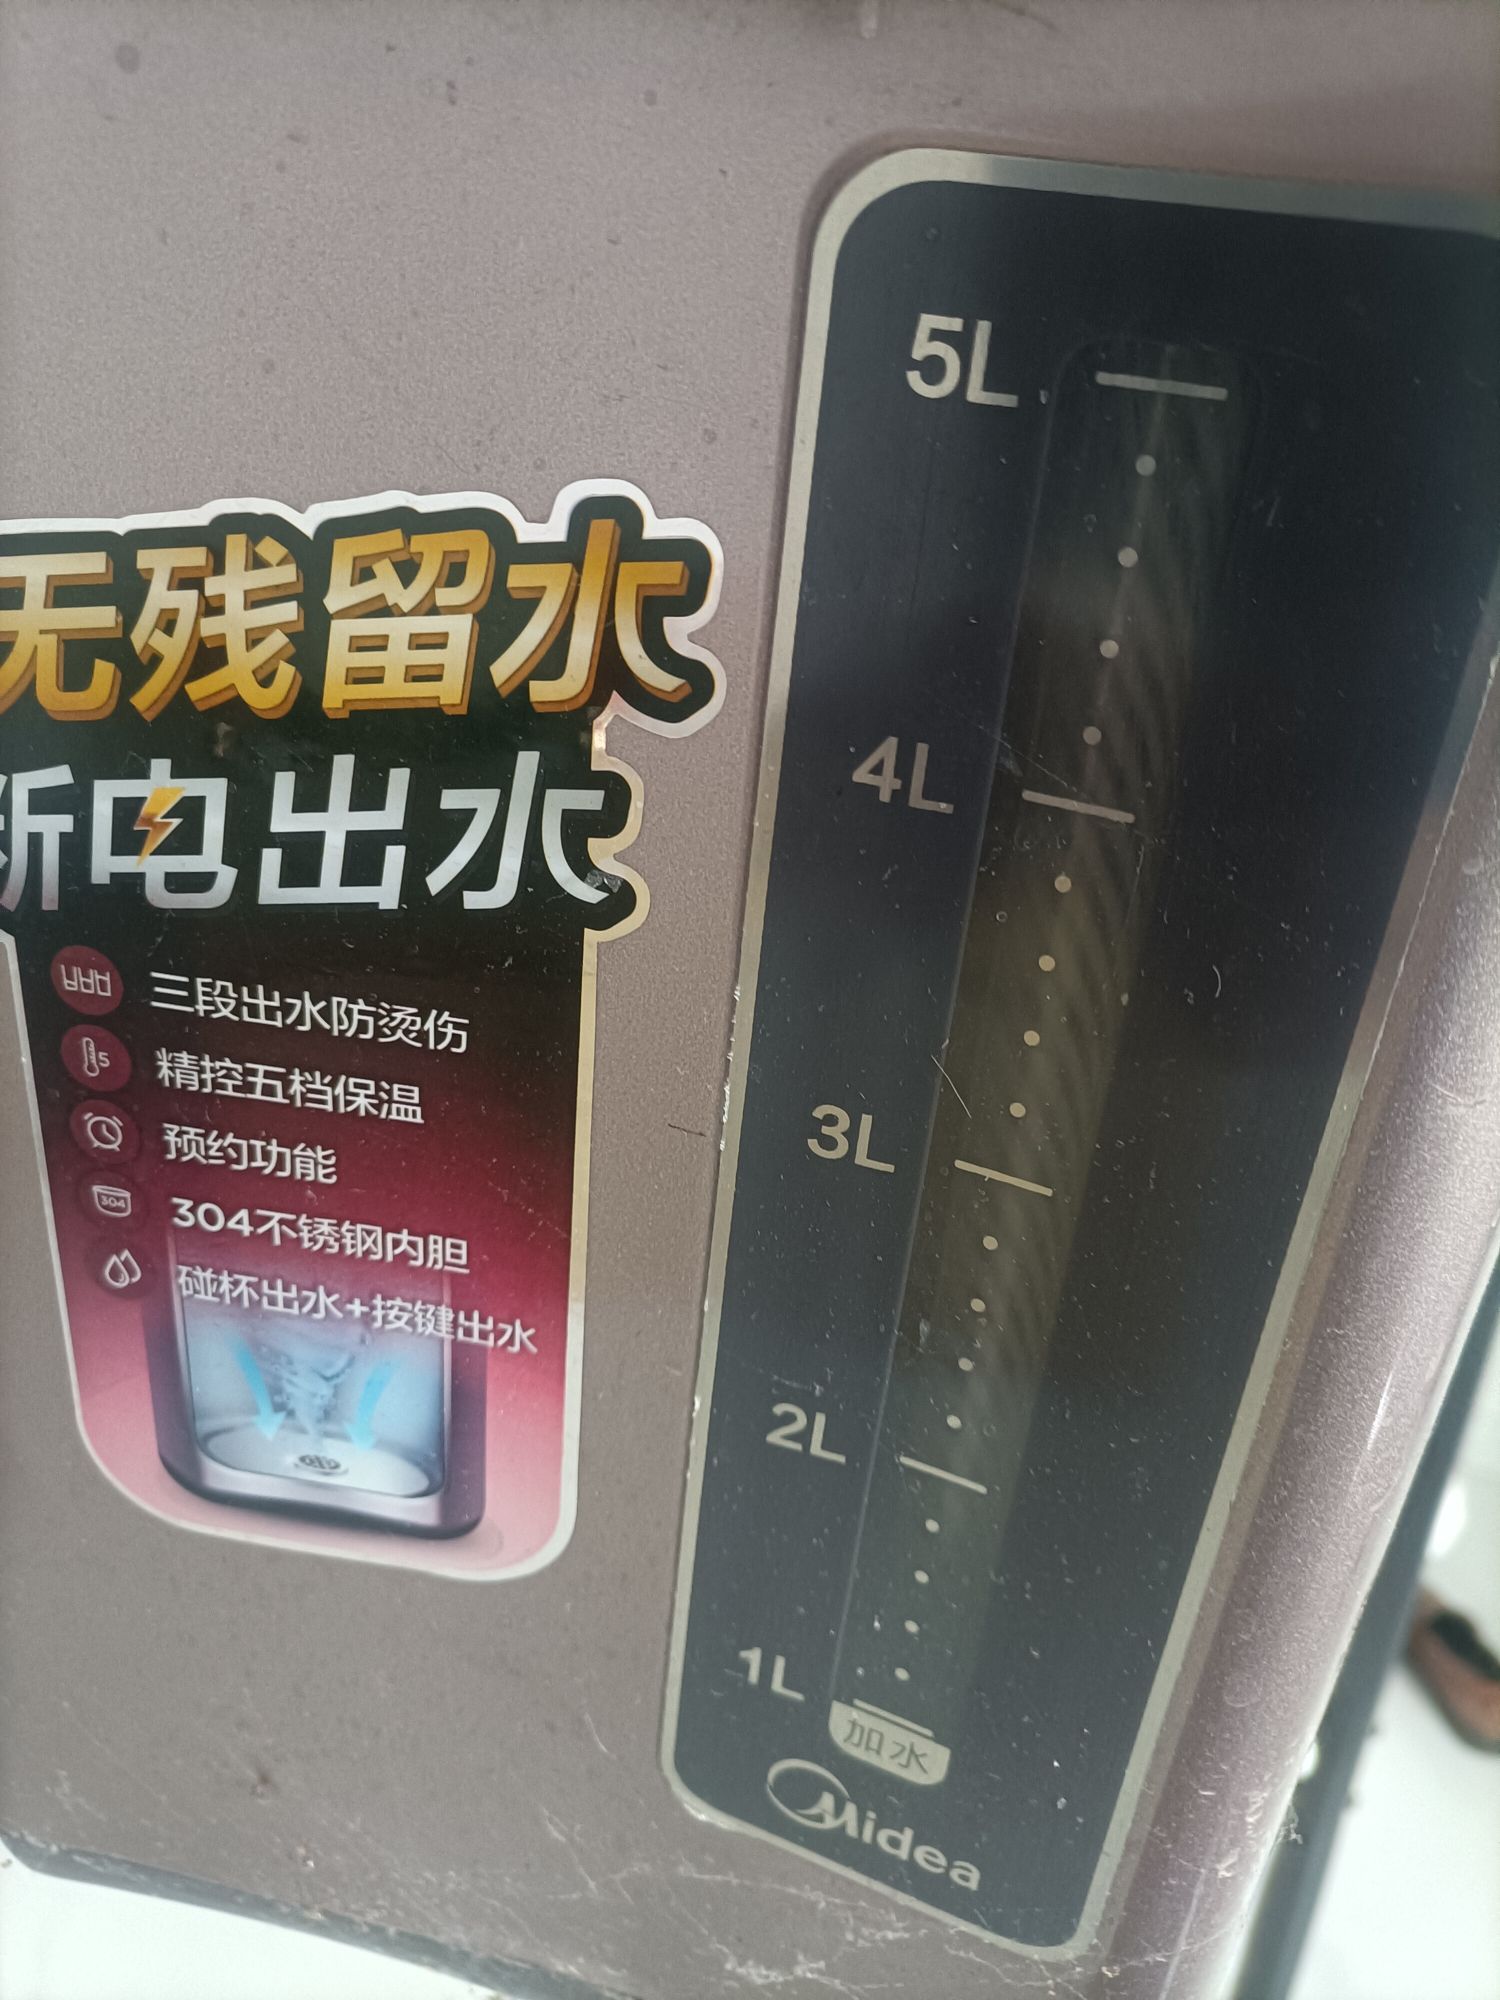 无残留水
断电出水
三段出水防烫伤
5
精控五档保温
预约功能
304
304不锈钢内胆
碰杯出水+按键出水
5L
4L
3L
2L
1L
加水
Midea